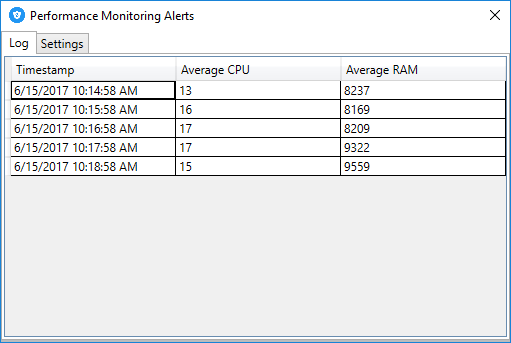 Performance Monitoring Alerts
Log Settings
Timestamp Average CPU Average RAM
6/15/2017 10:14:58 AM 13 8237
6/15/2017 10:15:58 AM 16 8169
6/15/2017 10:16:58 AM 17 8209
6/15/2017 10:17:58 AM 17 9322
6/15/2017 10:18:58 AM 15 9559